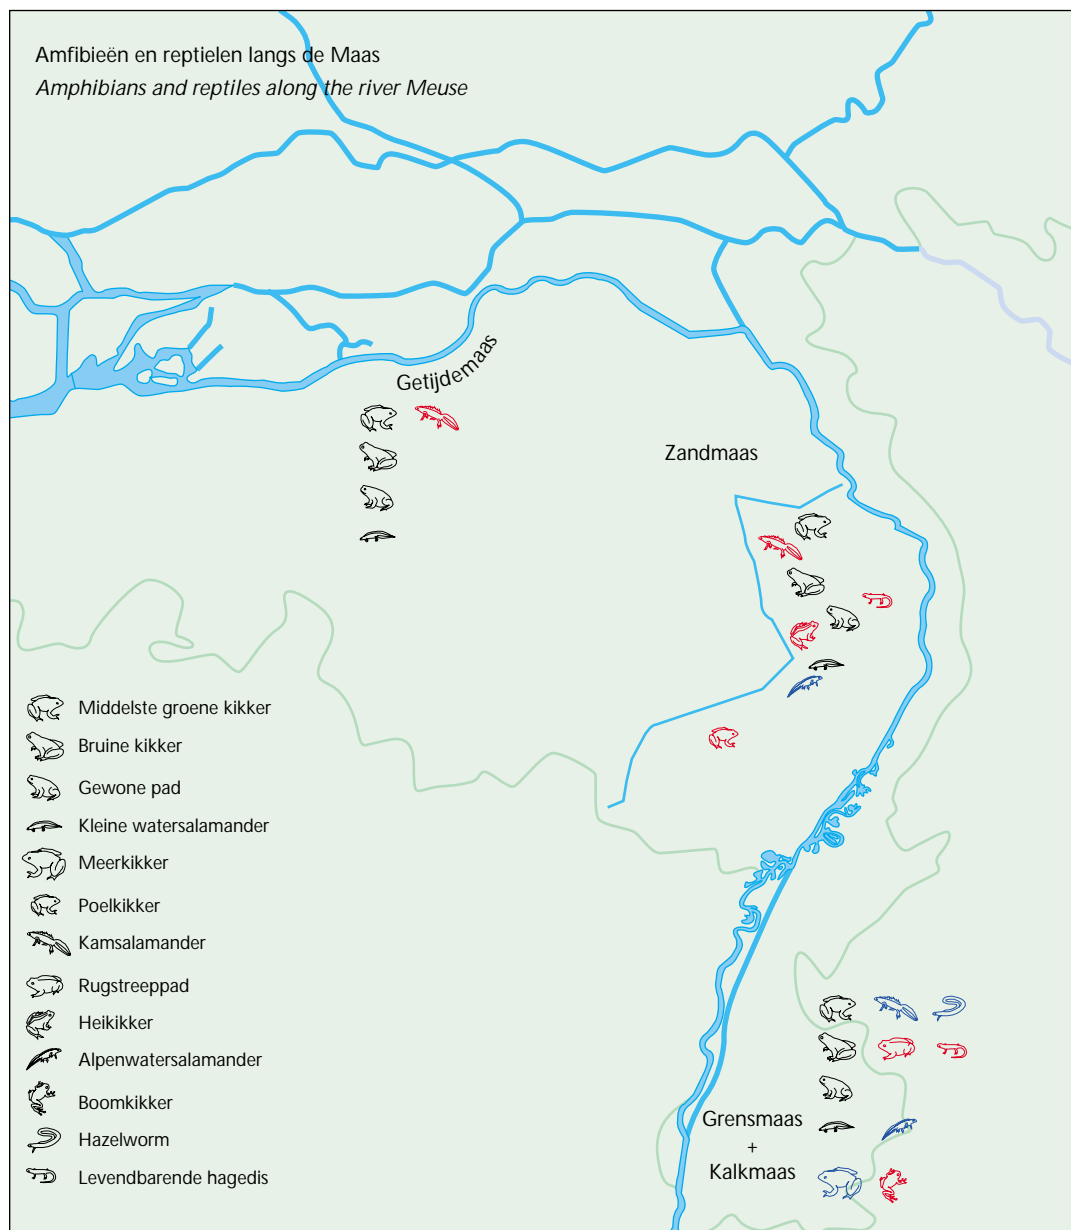 Amfibieën en reptielen langs de Maas
Amphibians and reptiles along the river Meuse
Getijdemaas
Zandmaas
Middelste groene kikker
Bruine kikker
Gewone pad
Kleine watersalamander
Meerkikker
Poelkikker
Kamsalamander
Rugstreeppad
Heikikker
Alpenwatersalamander
Boomkikker
Hazelworm
Levendbarende hagedis
Grensmaas
+
Kalkmaas